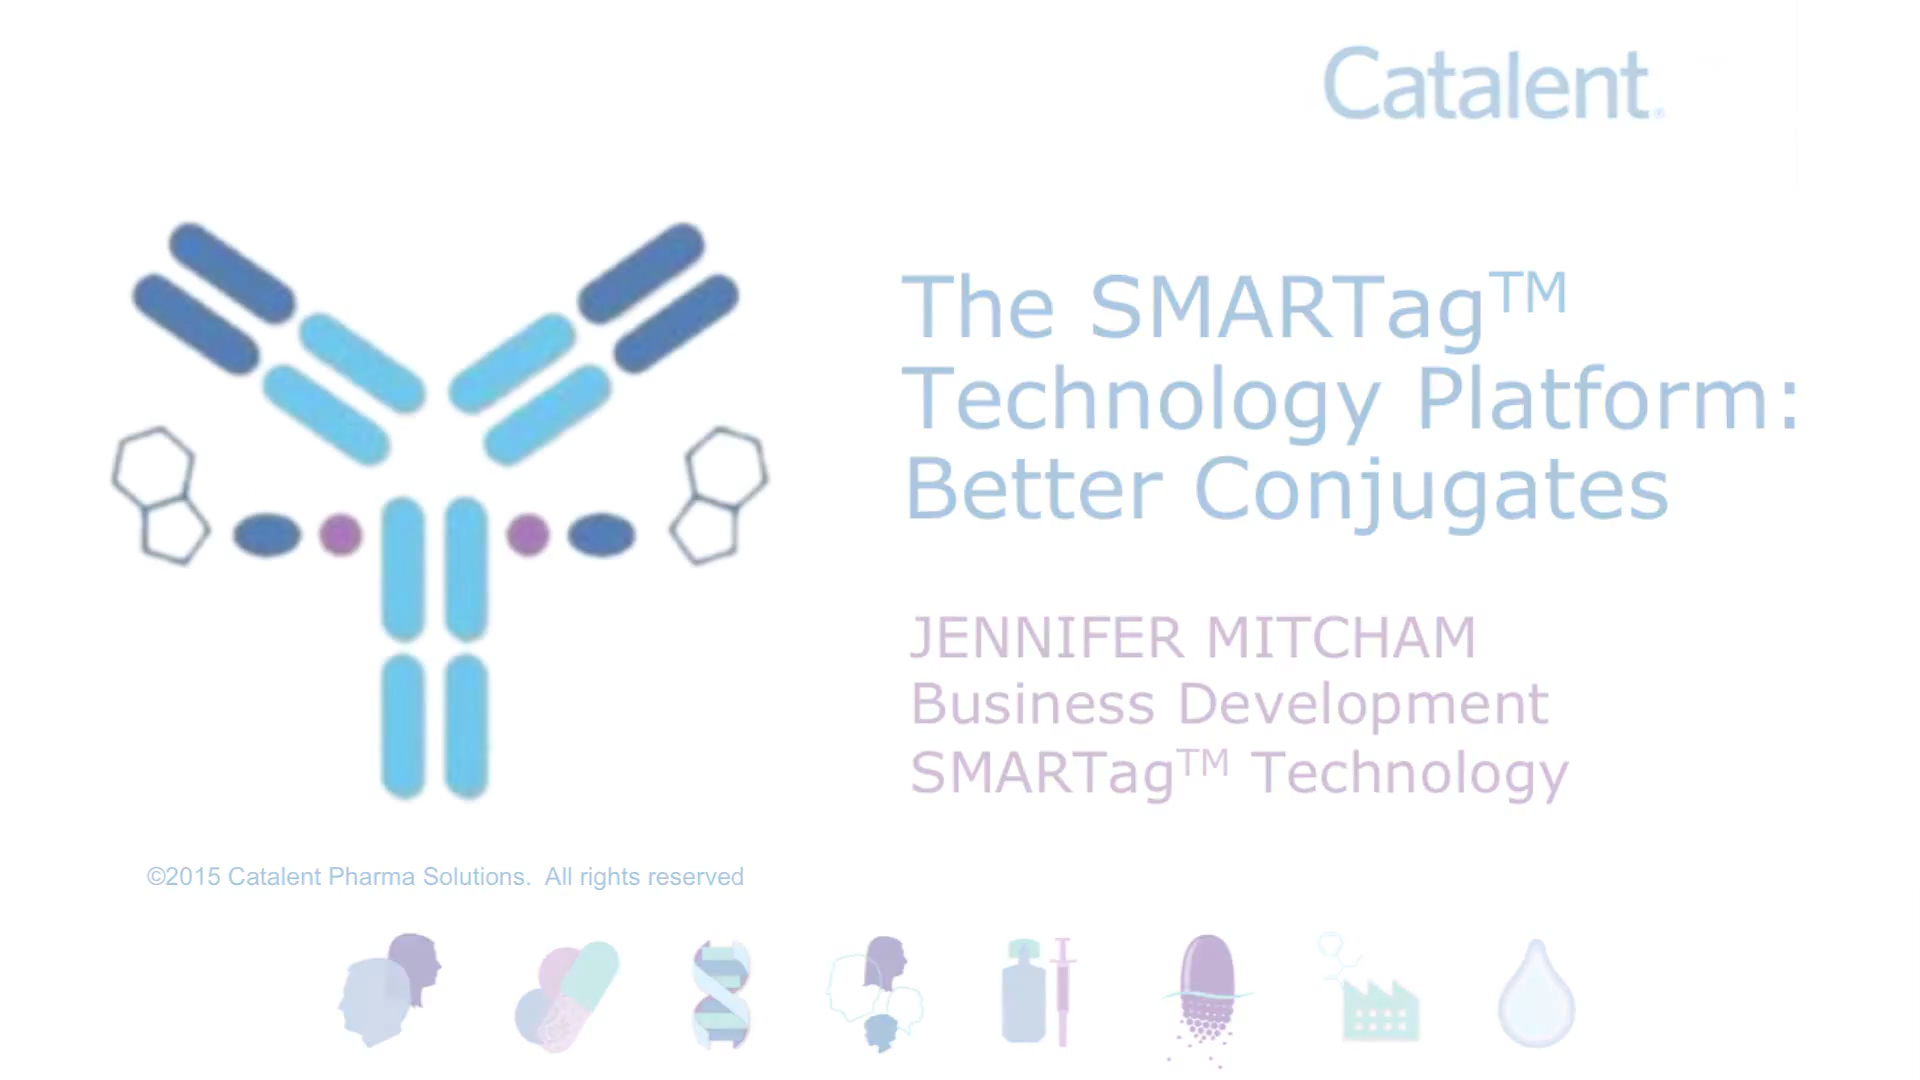 Catalent®
The SMARTag™
Technology Platform:
Better Conjugates
JENNIFER MITCHAM
Business Development
SMARTag™ Technology
©2015 Catalent Pharma Solutions. All rights reserved